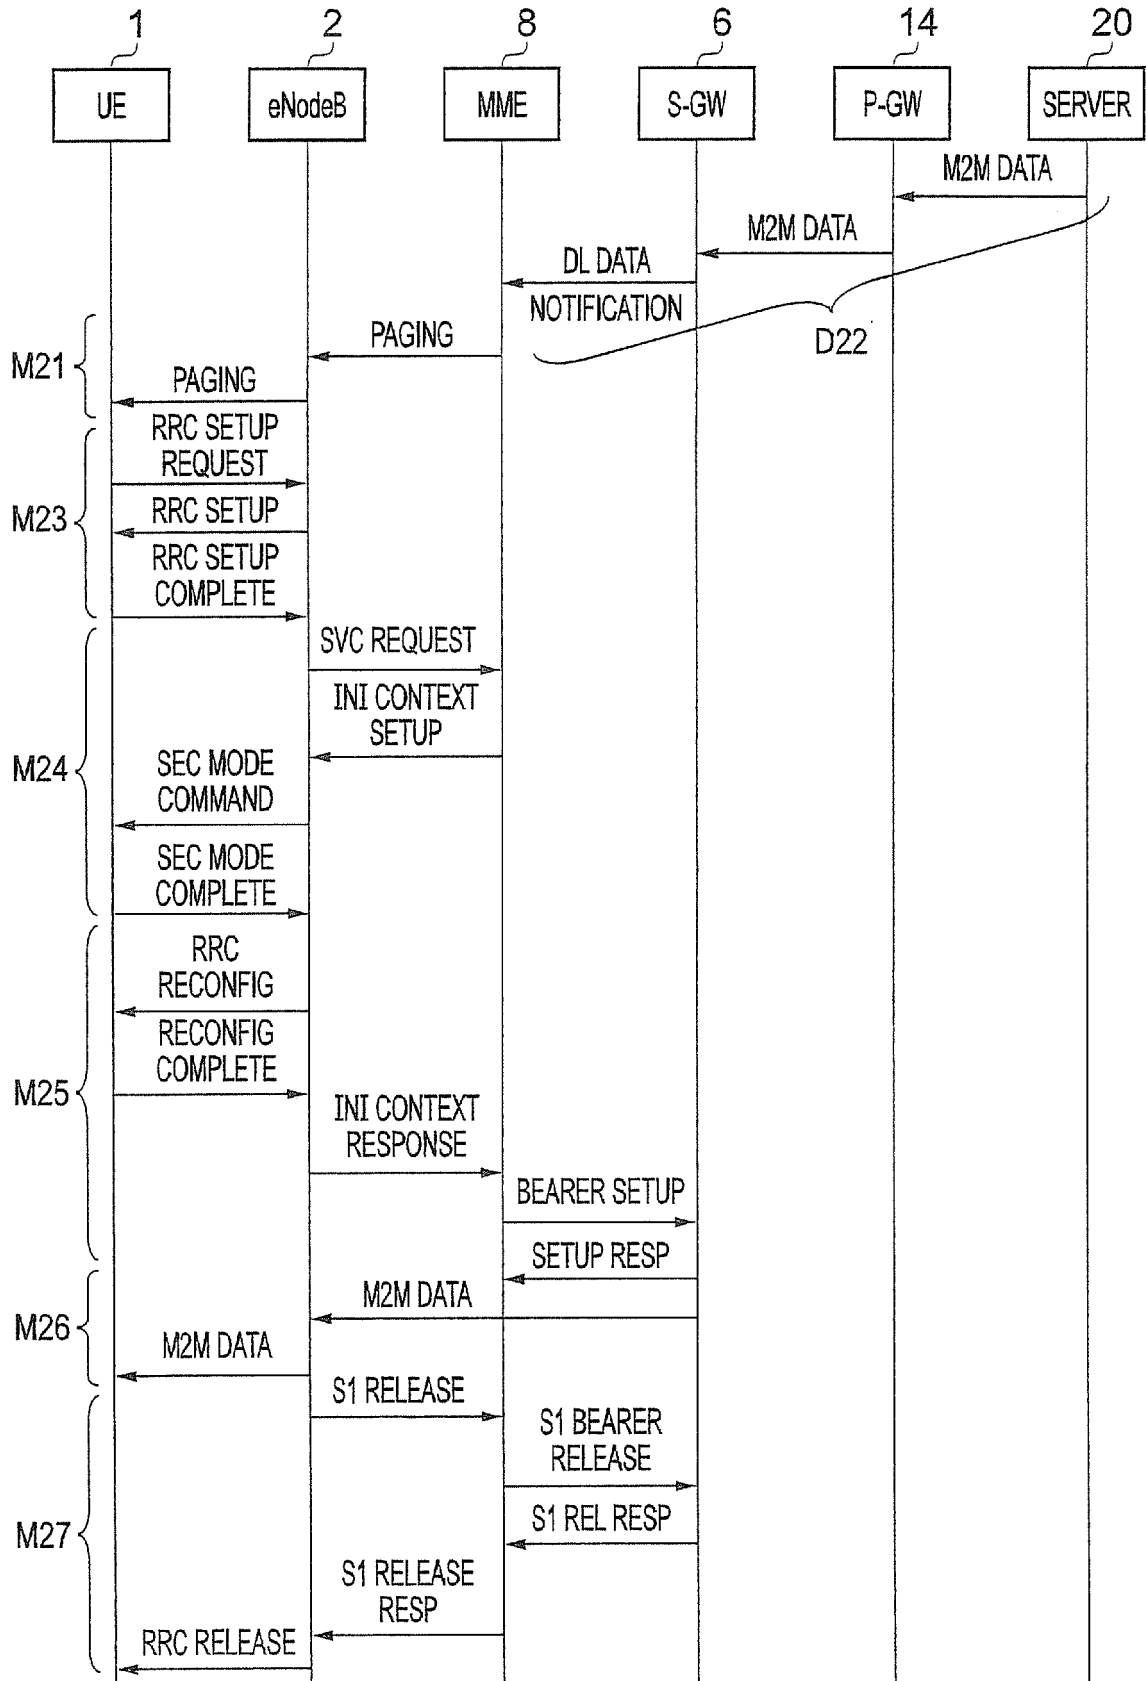 1 2 8 6 14 20
UE eNodeB MME S-GW P-GW SERVER
M2M DATA
M2M DATA
DL DATA
NOTIFICATION
D22
PAGING
M21
PAGING
RRC SETUP
REQUEST
M23
RRC SETUP
RRC SETUP
COMPLETE
SVC REQUEST
INI CONTEXT
SETUP
M24
SEC MODE
COMMAND
SEC MODE
COMPLETE
RRC
RECONFIG
RECONFIG
COMPLETE
M25
INI CONTEXT
RESPONSE
BEARER SETUP
SETUP RESP
M2M DATA
M26
M2M DATA
S1 RELEASE
S1 BEARER
RELEASE
S1 REL RESP
M27
S1 RELEASE
RESP
RRC RELEASE